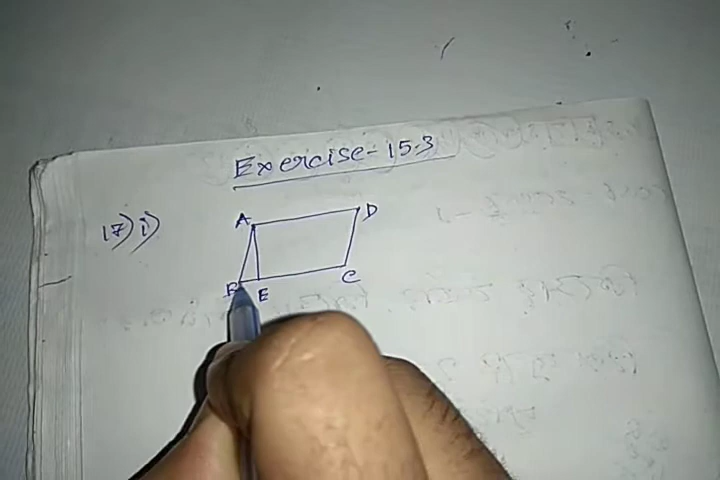 Exercise-15.3
17) i)
A D
B E C